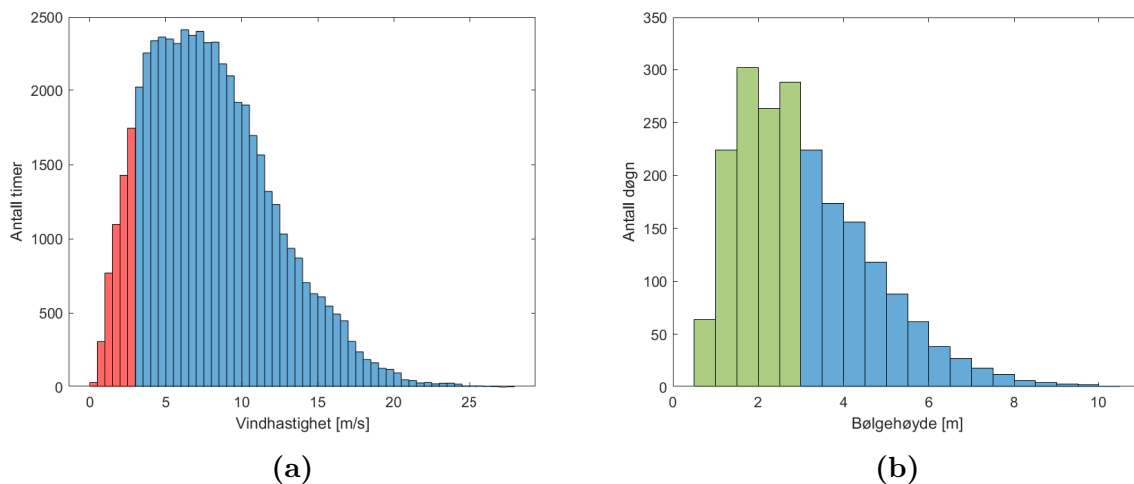 2500
2000
1500
1000
500
0
Antall timer
0 5 10 15 20 25
Vindhastighet [m/s]
(a)
350
300
250
200
150
100
50
0
Antall døgn
0 2 4 6 8 10
Bølgehøyde [m]
(b)